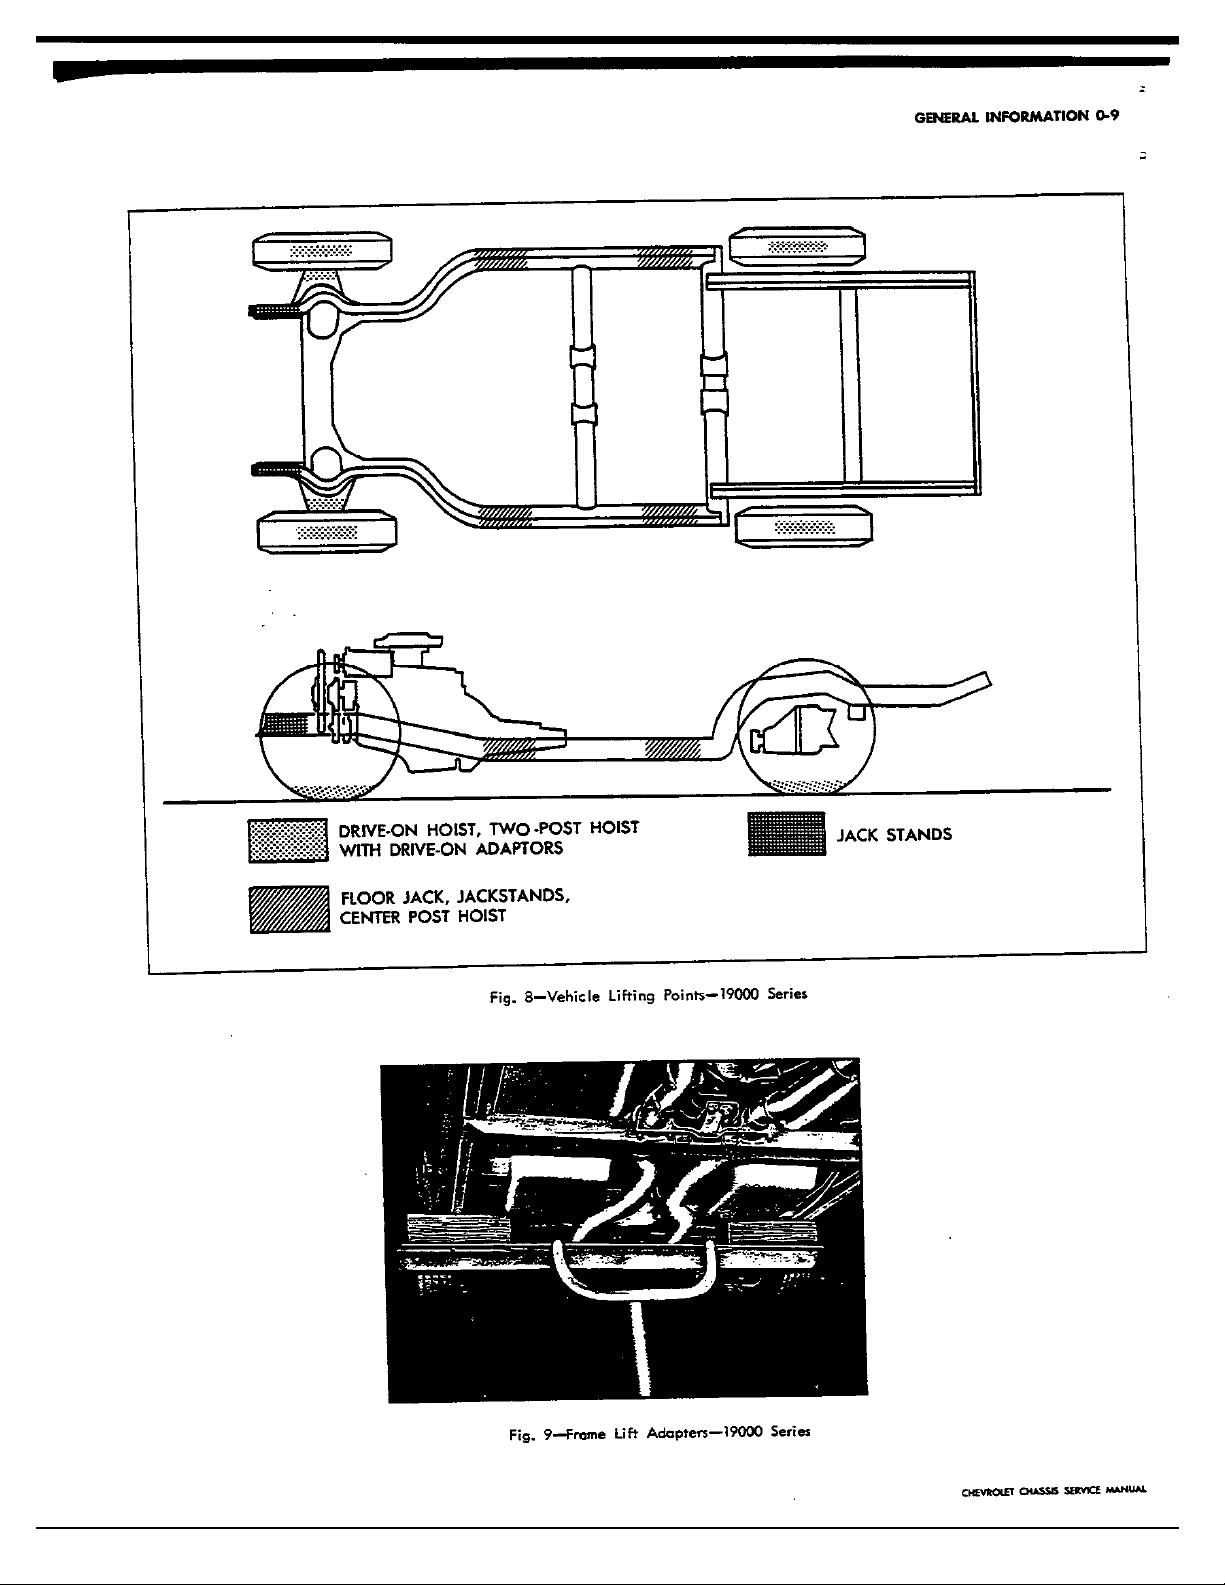 GENERAL INFORMATION 0-9
DRIVE-ON HOIST, TWO-POST HOIST
WITH DRIVE-ON ADAPTORS
JACK STANDS
FLOOR JACK, JACKSTANDS,
CENTER POST HOIST
Fig. 8—Vehicle Lifting Points—19000 Series
Fig. 9—Frame Lift Adapters—19000 Series
CHEVROLET CHASSIS SERVICE MANUAL